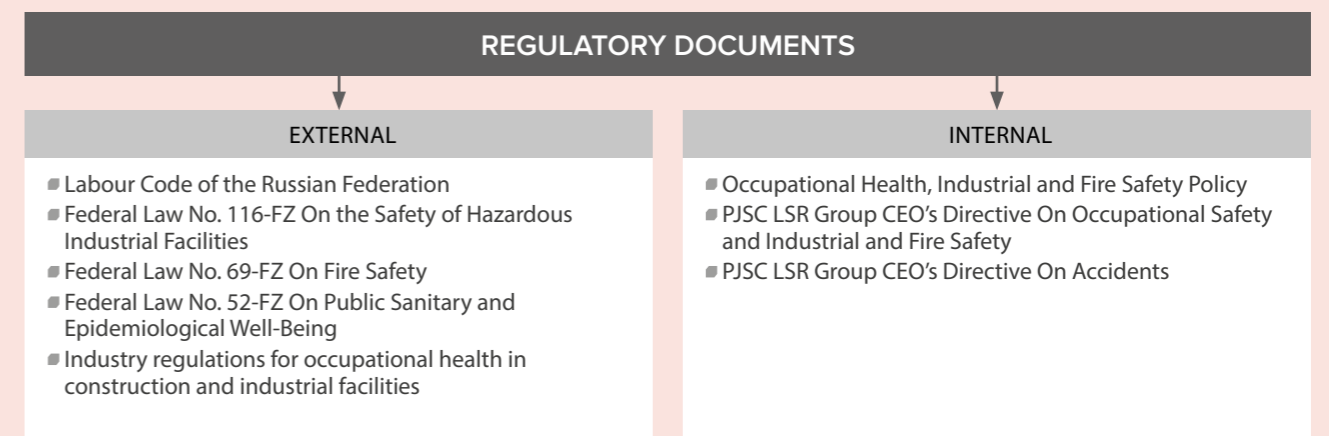 REGULATORY DOCUMENTS
EXTERNAL
Labour Code of the Russian Federation
Federal Law No. 116-FZ On the Safety of Hazardous
Industrial Facilities
Federal Law No. 69-FZ On Fire Safety
Federal Law No. 52-FZ On Public Sanitary and
Epidemiological Well-Being
Industry regulations for occupational health in
construction and industrial facilities
INTERNAL
Occupational Health, Industrial and Fire Safety Policy
PJSC LSR Group CEO’s Directive On Occupational Safety
and Industrial and Fire Safety
PJSC LSR Group CEO’s Directive On Accidents